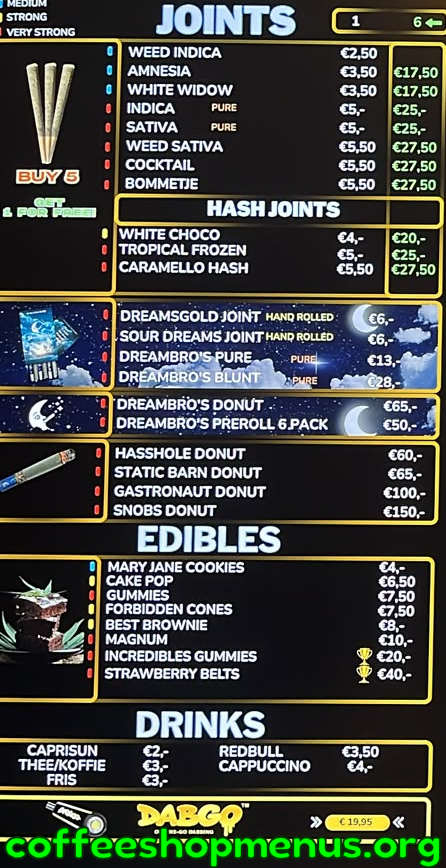 MEDIUM
STRONG
VERY STRONG
JOINTS
1 6 ←
WEED INDICA €2,50
AMNESIA €3,50 €17,50
WHITE WIDOW €3,50 €17,50
INDICA PURE €5,- €25,-
SATIVA PURE €5,- €25,-
WEED SATIVA €5,50 €27,50
COCKTAIL €5,50 €27,50
BOMMETJE €5,50 €27,50
BUY 5
GET
1 FOR FREE!
HASH JOINTS
WHITE CHOCO €4,- €20,-
TROPICAL FROZEN €5,- €25,-
CARAMELLO HASH €5,50 €27,50
DREAMSGOLD JOINT HAND ROLLED €6,-
SOUR DREAMS JOINT HAND ROLLED €6,-
DREAMBRO'S PURE PURE €13,-
DREAMBRO'S BLUNT PURE €28,-
DREAMBRO'S DONUT €65,-
DREAMBRO'S PREROLL 6.PACK €50,-
HASSHOLE DONUT €60,-
STATIC BARN DONUT €65,-
GASTRONAUT DONUT €100,-
SNOBS DONUT €150,-
EDIBLES
MARY JANE COOKIES €4,-
CAKE POP €6,50
GUMMIES €7,50
FORBIDDEN CONES €7,50
BEST BROWNIE €8,-
MAGNUM €10,-
INCREDIBLES GUMMIES €20,-
STRAWBERRY BELTS €40,-
DRINKS
CAPRISUN €2,- REDBULL €3,50
THEE/KOFFIE €3,- CAPPUCCINO €4,-
FRIS €3,-
DABGO™ >> € 19,95 <<
DABBING
coffeeshopmenus.org